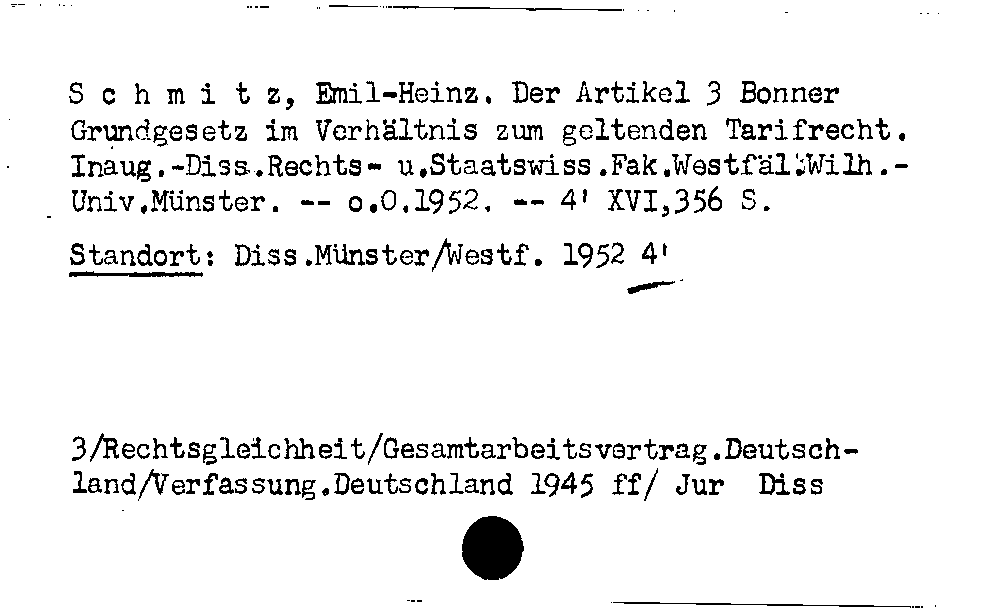 S c h m i t z, Emil-Heinz. Der Artikel 3 Bonner
Grundgesetz im Verhältnis zum geltenden Tarifrecht.
Inaug.-Diss.Rechts- u.Staatswiss.Fak.Westfäl.Wilh.-
Univ.Münster. -- o.O.1952. -- 4' XVI,356 S.
Standort: Diss.Münster/Westf. 1952 4'
3/Rechtsgleichheit/Gesamtarbeitsvertrag.Deutsch-
land/Verfassung.Deutschland 1945 ff/ Jur Diss